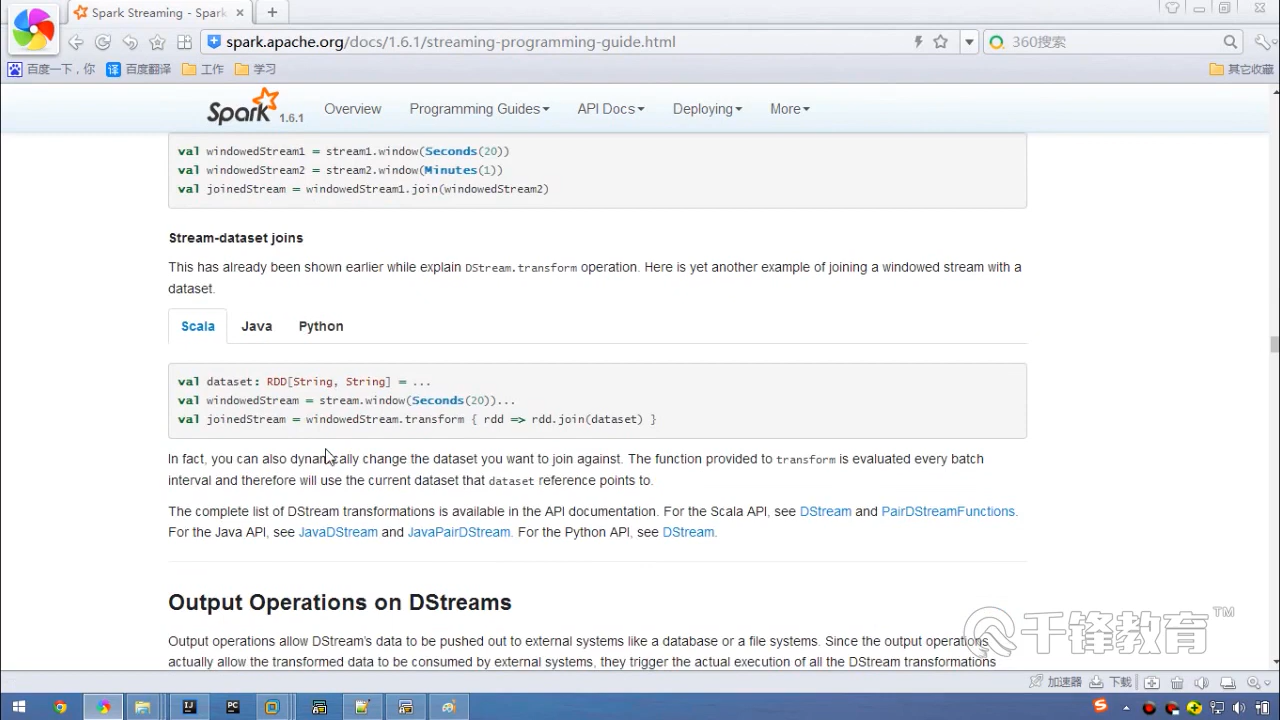 Spark Streaming - Spark
spark.apache.org/docs/1.6.1/streaming-programming-guide.html
360搜索
百度一下，你 百度翻译 工作 学习 其它收藏
Spark 1.6.1 Overview Programming Guides API Docs Deploying More
val windowedStream1 = stream1.window(Seconds(20))
val windowedStream2 = stream2.window(Minutes(1))
val joinedStream = windowedStream1.join(windowedStream2)
Stream-dataset joins
This has already been shown earlier while explain DStream.transform operation. Here is yet another example of joining a windowed stream with a
dataset.
Scala Java Python
val dataset: RDD[String, String] = ...
val windowedStream = stream.window(Seconds(20))...
val joinedStream = windowedStream.transform { rdd => rdd.join(dataset) }
In fact, you can also dynamically change the dataset you want to join against. The function provided to transform is evaluated every batch
interval and therefore will use the current dataset that dataset reference points to.
The complete list of DStream transformations is available in the API documentation. For the Scala API, see DStream and PairDStreamFunctions.
For the Java API, see JavaDStream and JavaPairDStream. For the Python API, see DStream.
Output Operations on DStreams
Output operations allow DStream's data to be pushed out to external systems like a database or a file systems. Since the output operations
actually allow the transformed data to be consumed by external systems, they trigger the actual execution of all the DStream transformations
千锋教育™
加速器 下载